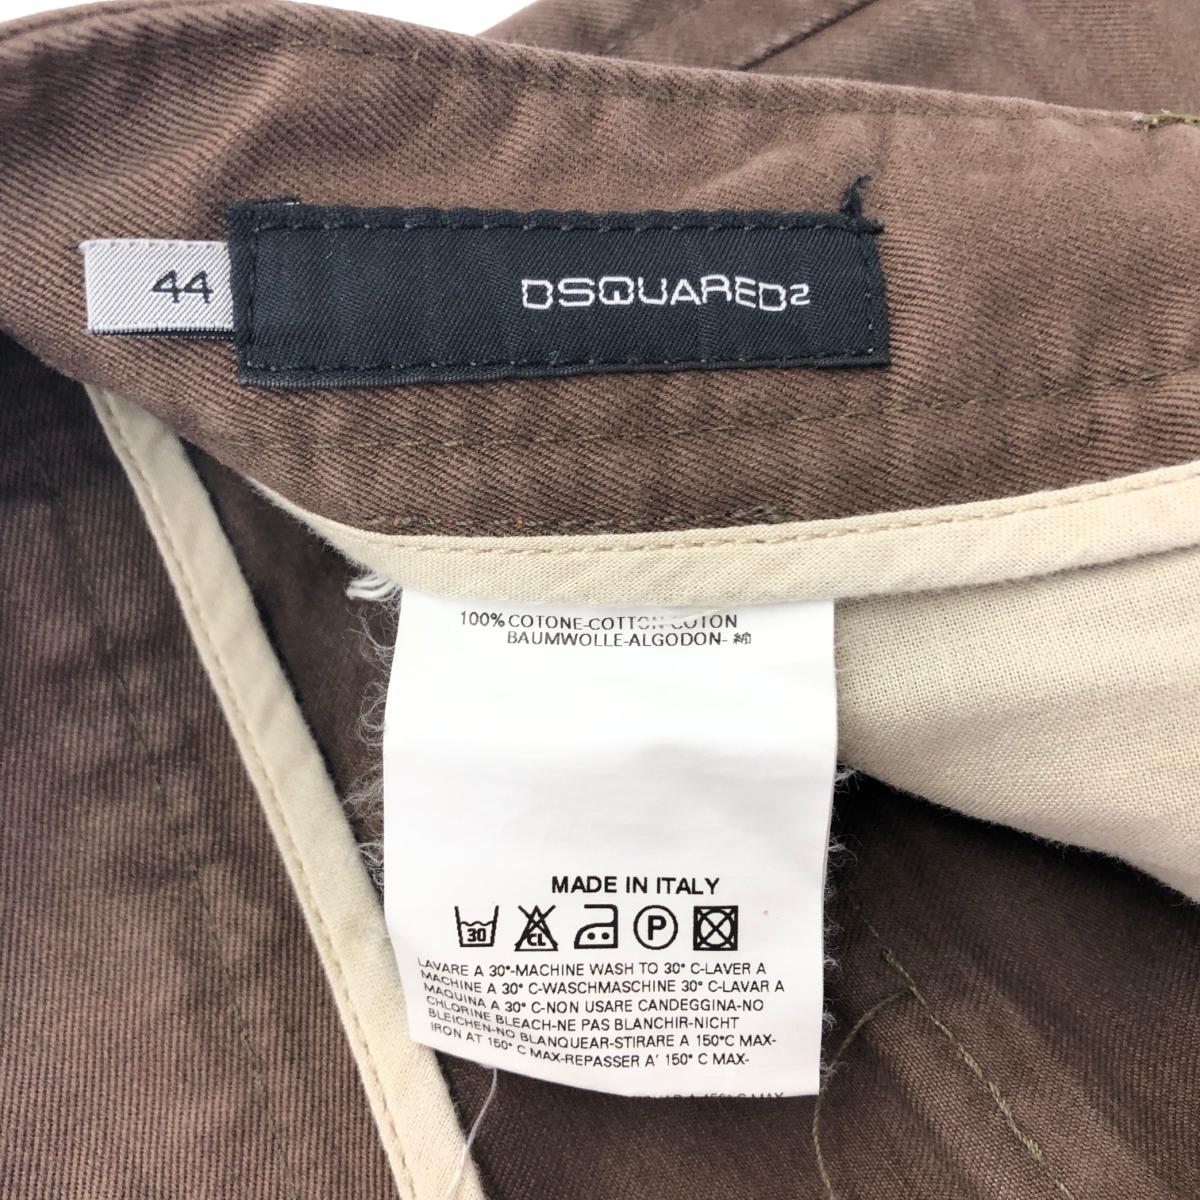 44
DSQUARED2
100% COTONE-COTTON-COTON
BAUMWOLLE-ALGODON- 綿
MADE IN ITALY
30 CL P
LAVARE A 30°-MACHINE WASH TO 30° C-LAVER A
MACHINE A 30° C-WASCHMASCHINE 30° C-LAVAR A
MAQUINA A 30° C-NON USARE CANDEGGINA-NO
CHLORINE BLEACH-NE PAS BLANCHIR-NICHT
BLEICHEN-NO BLANQUEAR-STIRARE A 150°C MAX-
IRON AT 150° C MAX-REPASSER A' 150° C MAX-
A 150° C MAX